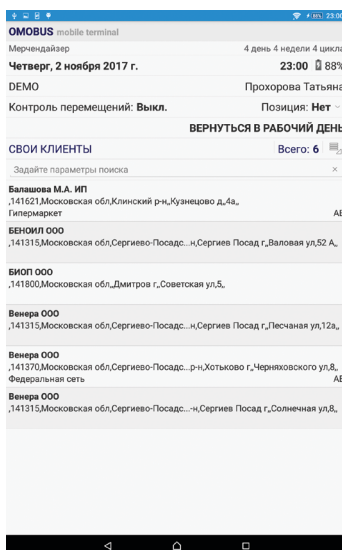 88% 23:00
OMOBUS mobile terminal
Мерчендайзер 4 день 4 недели 4 цикла
Четверг, 2 ноября 2017 г. 23:00 88%
DEMO Прохорова Татьяна
Контроль перемещений: Выкл. Позиция: Нет
ВЕРНУТЬСЯ В РАБОЧИЙ ДЕНЬ
СВОИ КЛИЕНТЫ Всего: 6
Задайте параметры поиска ×
Балашова М.А. ИП
,141621,Московская обл,Клинский р-н,,Кузнецово д,,4а,,
Гипермаркет AB
БЕНОИЛ ООО
,141315,Московская обл,Сергиево-Посадс...н,Сергиев Посад г,,Валовая ул,52 А,,
БИОП ООО
,141800,Московская обл,,Дмитров г,,Советская ул,5,,
Венера ООО
,141315,Московская обл,Сергиево-Посадс...н,Сергиев Посад г,,Песчаная ул,12а,,
Венера ООО
,141370,Московская обл,Сергиево-Посадс...р-н,Хотьково г,,Черняховского ул,8,,
Федеральная сеть AB
Венера ООО
,141315,Московская обл,Сергиево-Посадс...-н,Сергиев Посад г,,Солнечная ул,8,,